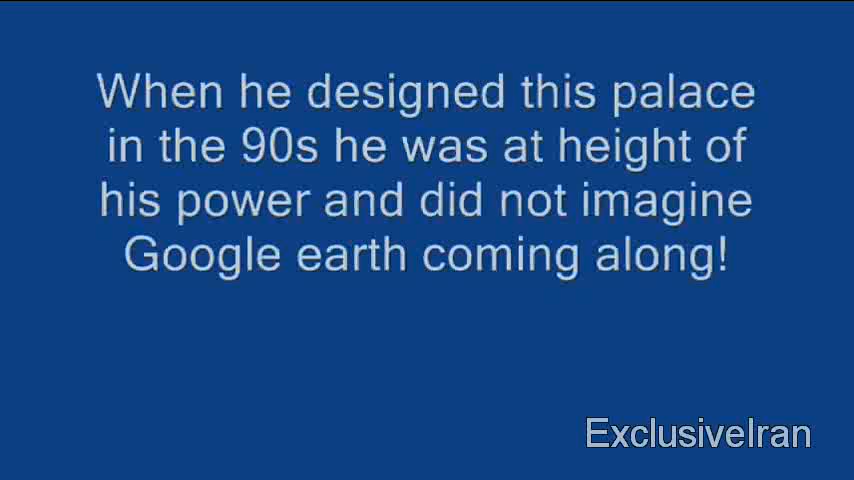 When he designed this palace
in the 90s he was at height of
his power and did not imagine
Google earth coming along!
ExclusiveIran